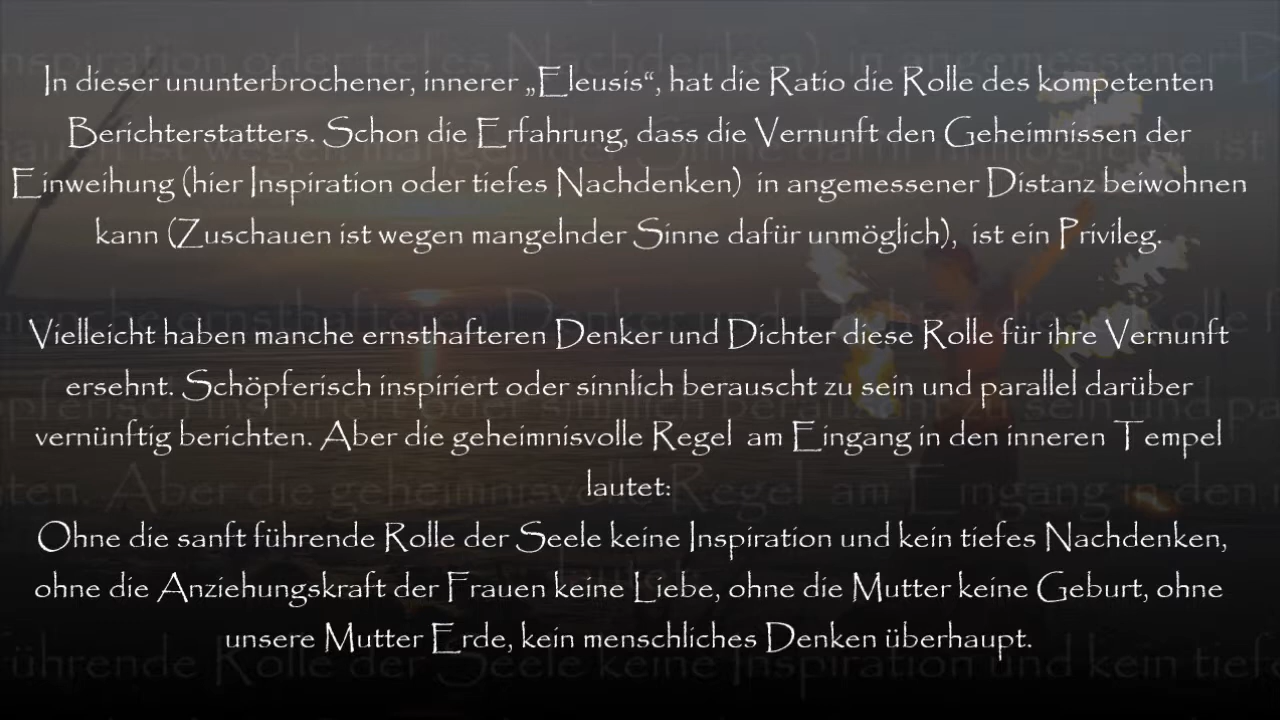 In dieser ununterbrochener, innerer „Eleusis“, hat die Ratio die Rolle des kompetenten
Berichterstatters. Schon die Erfahrung, dass die Vernunft den Geheimnissen der
Einweihung (hier Inspiration oder tiefes Nachdenken)  in angemessener Distanz beiwohnen
kann (Zuschauen ist wegen mangelnder Sinne dafür unmöglich),  ist ein Privileg.
Vielleicht haben manche ernsthafteren Denker und Dichter diese Rolle für ihre Vernunft
ersehnt. Schöpferisch inspiriert oder sinnlich berauscht zu sein und parallel darüber
vernünftig berichten. Aber die geheimnisvolle Regel  am Eingang in den inneren Tempel
lautet:
Ohne die sanft führende Rolle der Seele keine Inspiration und kein tiefes Nachdenken,
ohne die Anziehungskraft der Frauen keine Liebe, ohne die Mutter keine Geburt, ohne
unsere Mutter Erde, kein menschliches Denken überhaupt.